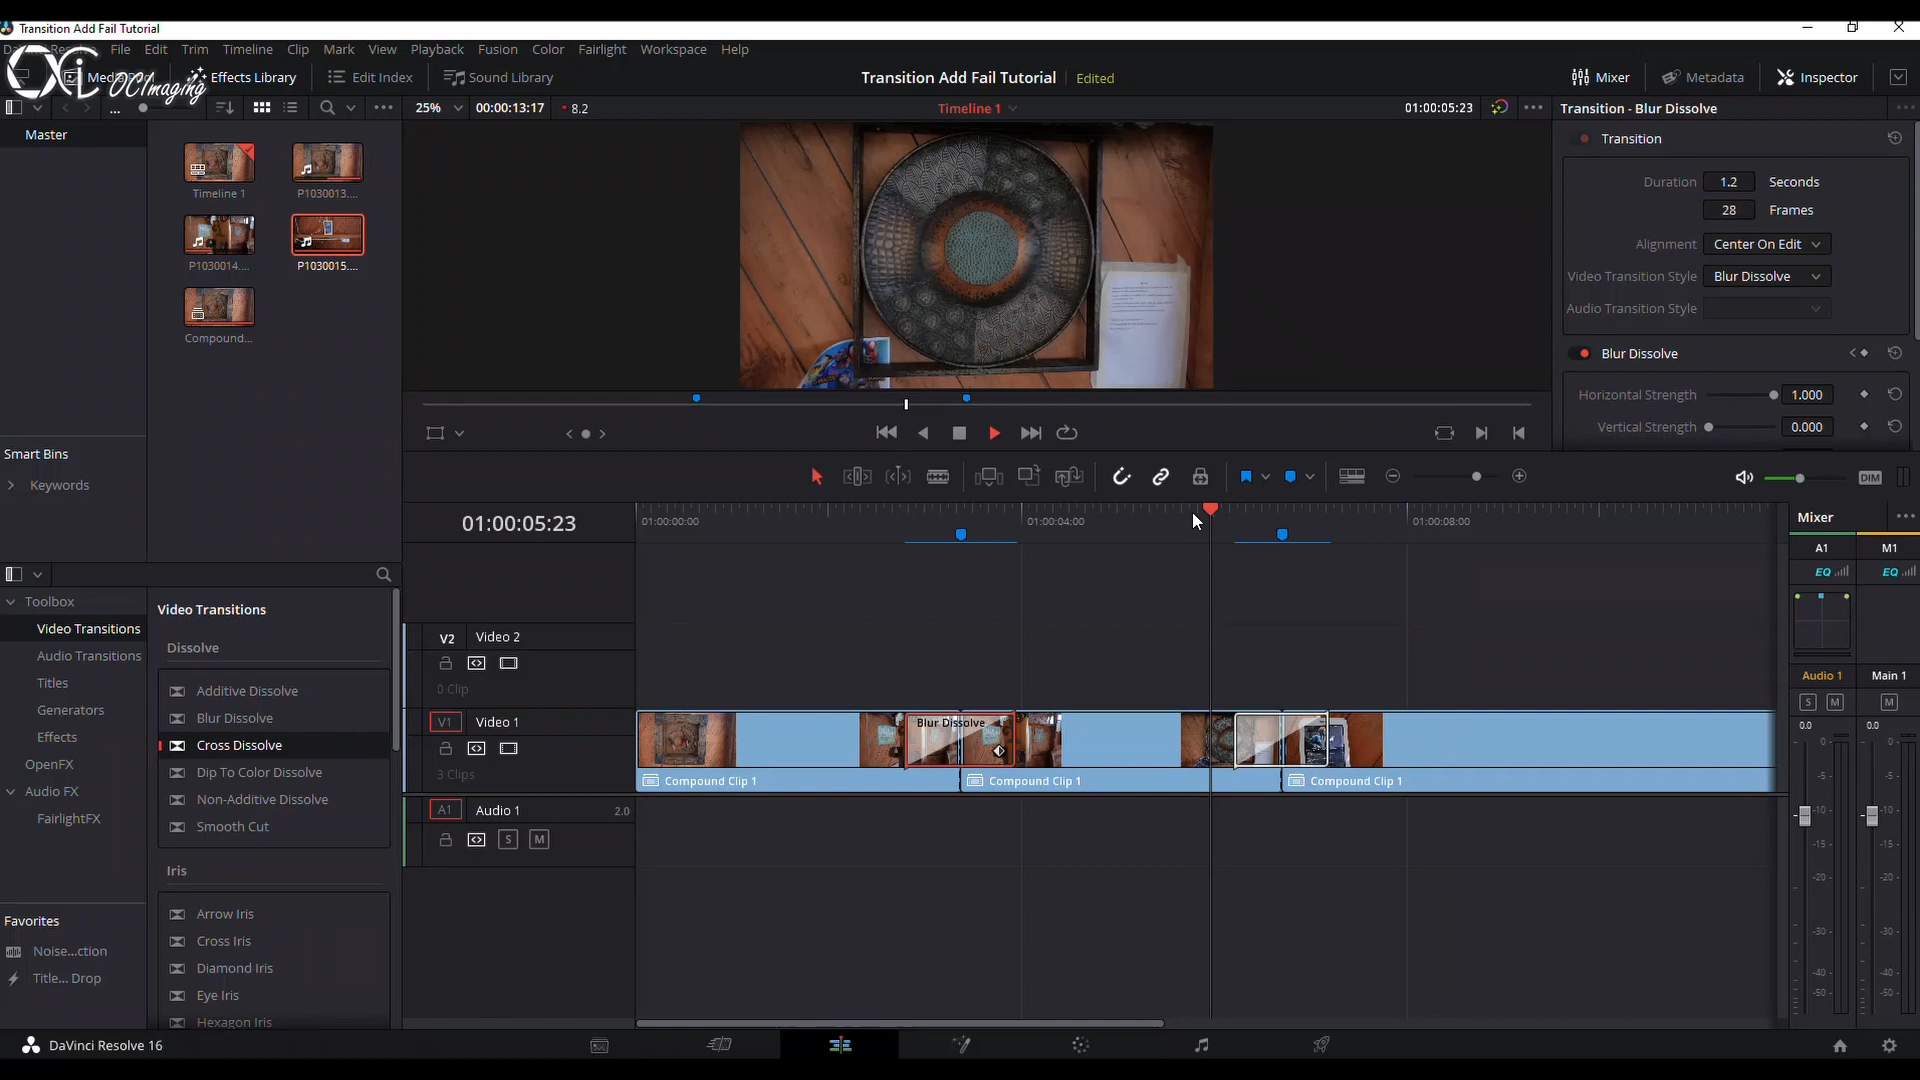 Transition Add Fail Tutorial
DaVinci Resolve File Edit Trim Timeline Clip Mark View Playback Fusion Color Fairlight Workspace Help
OCImaging
Media Pool Effects Library Edit Index Sound Library Transition Add Fail Tutorial Edited Mixer Metadata Inspector
... 25% 00:00:13:17 8.2 Timeline 1 01:00:05:23 Transition - Blur Dissolve
Master
Timeline 1 P1030013....
P1030014.... P1030015....
Compound...
Transition
Duration 1.2 Seconds
28 Frames
Alignment Center On Edit
Video Transition Style Blur Dissolve
Audio Transition Style
Blur Dissolve
Horizontal Strength 1.000
Vertical Strength 0.000
Smart Bins
Keywords
DIM
01:00:05:23 01:00:00:00 01:00:04:00 01:00:08:00
Toolbox
Video Transitions
Audio Transitions
Titles
Generators
Effects
OpenFX
Audio FX
FairlightFX
Favorites
Noise...ction
Title... Drop
Video Transitions
Dissolve
Additive Dissolve
Blur Dissolve
Cross Dissolve
Dip To Color Dissolve
Non-Additive Dissolve
Smooth Cut
Iris
Arrow Iris
Cross Iris
Diamond Iris
Eye Iris
Hexagon Iris
V2 Video 2
0 Clip
V1 Video 1
3 Clips
Blur Dissolve
Compound Clip 1 Compound Clip 1 Compound Clip 1
A1 Audio 1 2.0
S M
Mixer
A1 M1
EQ EQ
Audio 1 Main 1
S M M
0.0 0.0
0
-5
-10
-15
-20
-30
-40
-50
0
-5
-10
-15
-20
-30
-40
-50
DaVinci Resolve 16